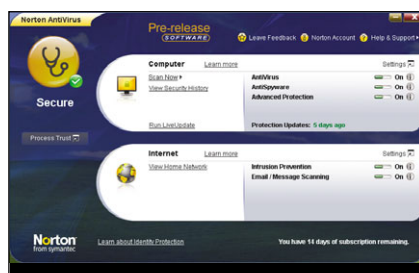 Norton AntiVirus
Pre-release
SOFTWARE
Leave Feedback
Norton Account
Help & Support
Secure
Process Trust
Computer
Learn more
Settings
Scan Now
View Security History
Run LiveUpdate
AntiVirus On
AntiSpyware On
Advanced Protection On
Protection Updates: 5 days ago
Internet
Learn more
Settings
View Home Network
Intrusion Prevention On
Email / Message Scanning On
Norton
from symantec
Learn about Identity Protection
You have 14 days of subscription remaining.